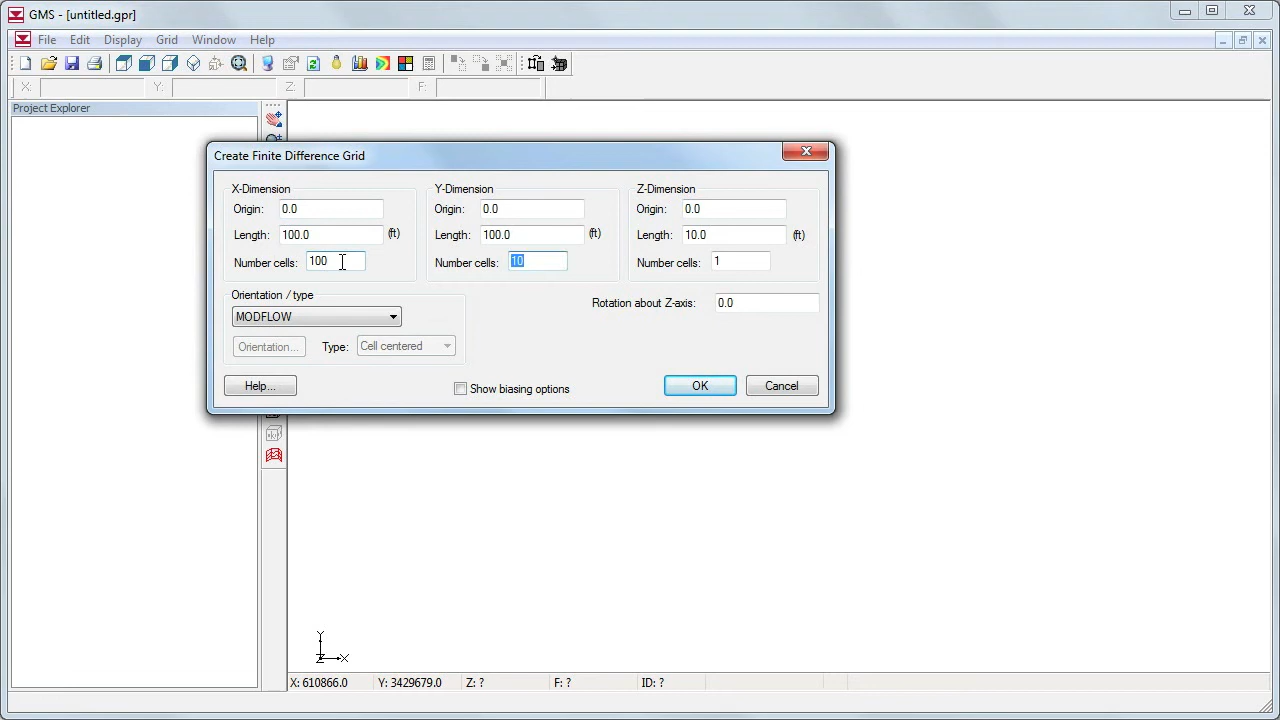 GMS - [untitled.gpr]
File Edit Display Grid Window Help
X: Y: Z: F:
Project Explorer
Create Finite Difference Grid
X-Dimension Y-Dimension Z-Dimension
Origin: 0.0 Origin: 0.0 Origin: 0.0
Length: 100.0 (ft) Length: 100.0 (ft) Length: 10.0 (ft)
Number cells: 100 Number cells: 10 Number cells: 1
Orientation / type
Rotation about Z-axis: 0.0
MODFLOW
Orientation... Type: Cell centered
Help... Show biasing options OK Cancel
Y
Z X
X: 610866.0 Y: 3429679.0 Z: ? F: ? ID: ?